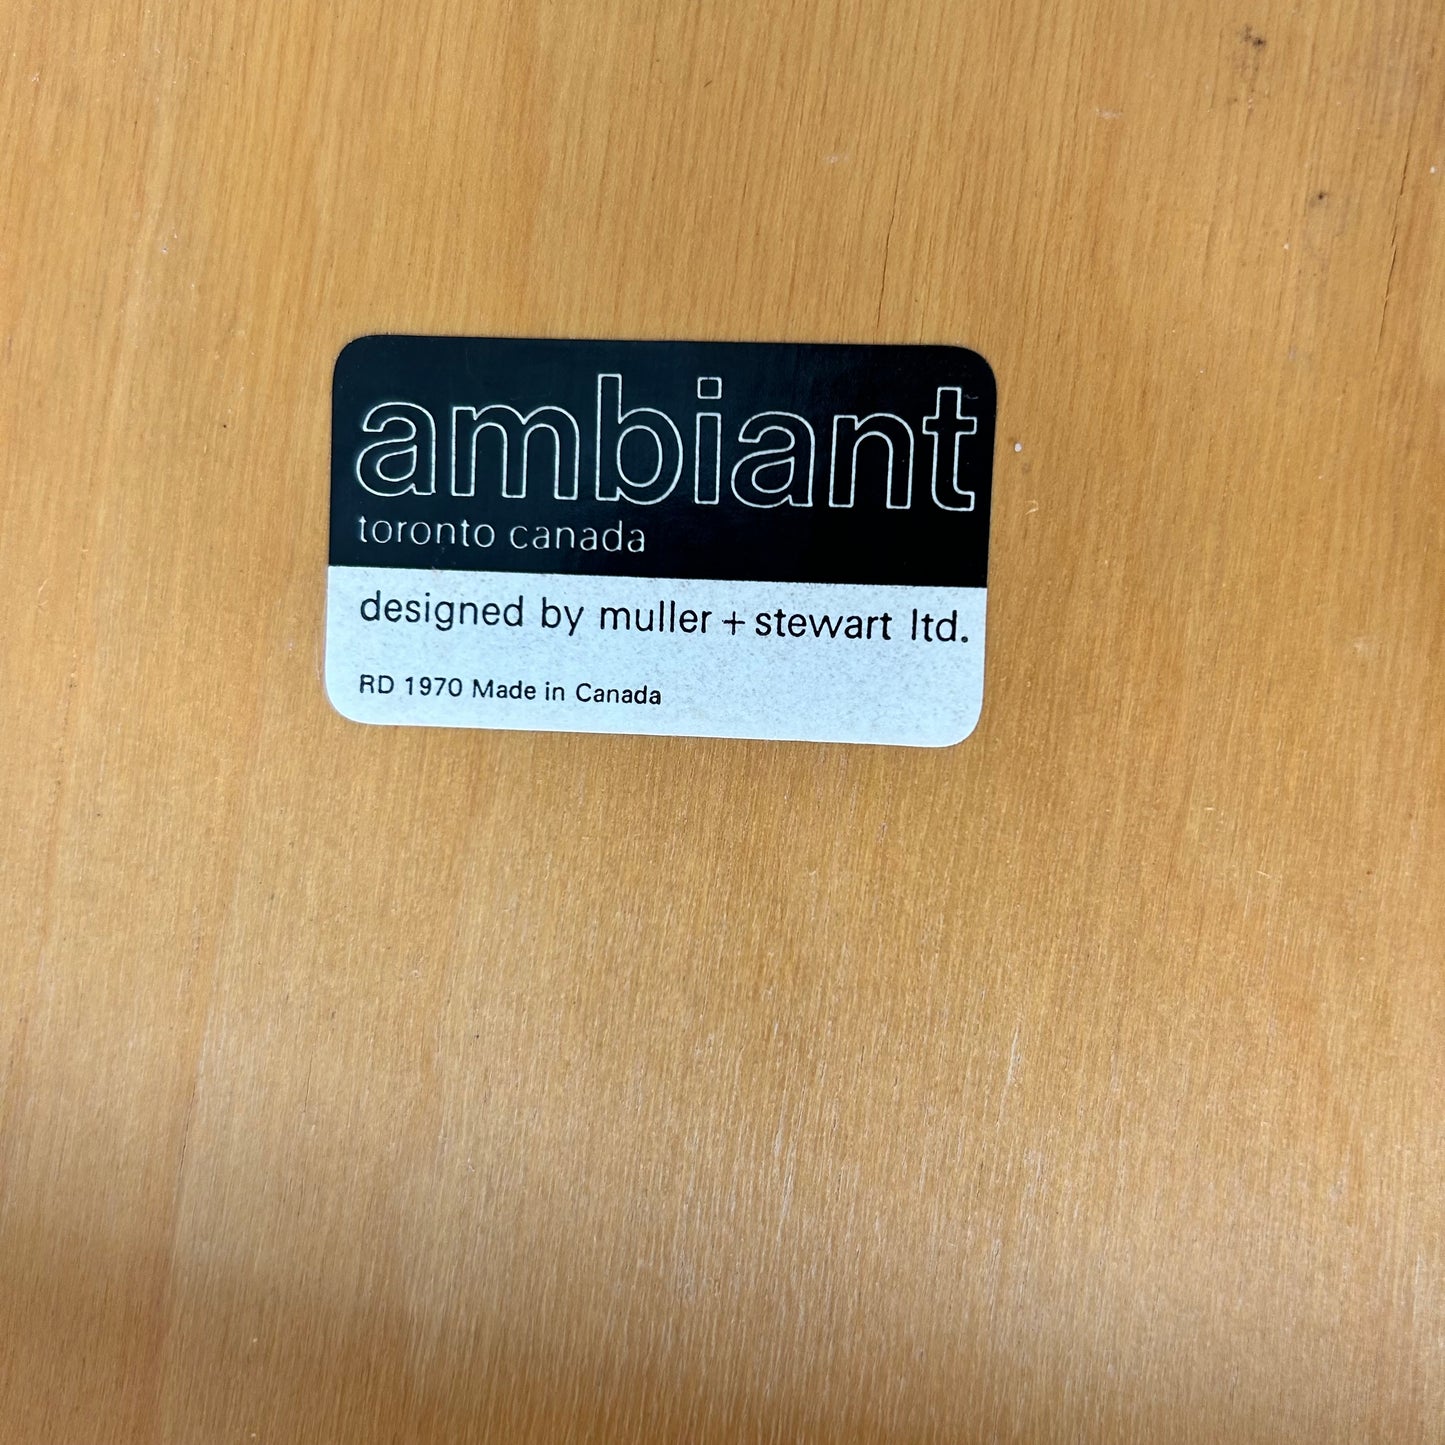 ambiant
toronto canada
designed by muller + stewart ltd.
RD 1970 Made in Canada